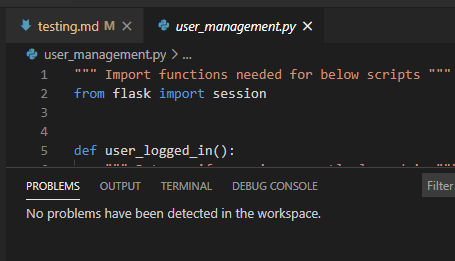 testing.md M
user_management.py
user_management.py > ...
1 """ Import functions needed for below scripts """
2 from flask import session
3
4
5 def user_logged_in():
PROBLEMS OUTPUT TERMINAL DEBUG CONSOLE Filter
No problems have been detected in the workspace.